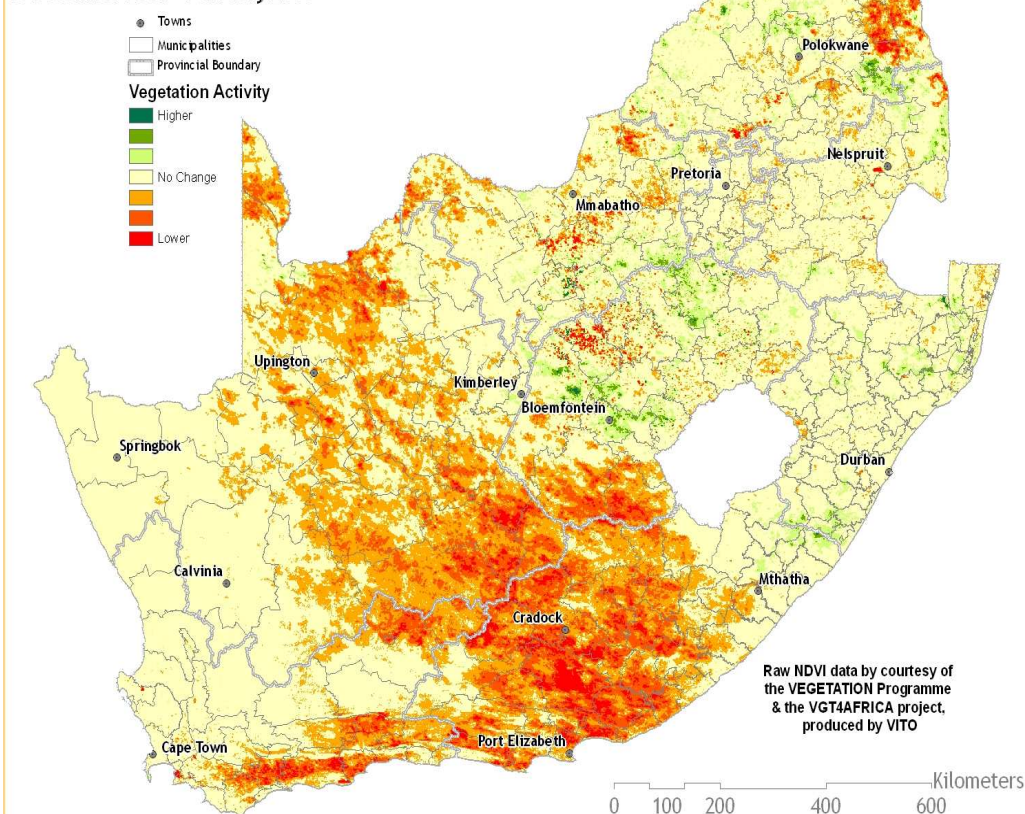 Towns
Municipalities
Provincial Boundary
Vegetation Activity
Higher
No Change
Lower
Polokwane
Nelspruit
Pretoria
Mmabatho
Upington
Kimberley
Bloemfontein
Springbok
Durban
Calvinia
Mthatha
Cradock
Raw NDVI data by courtesy of
the VEGETATION Programme
& the VGT4AFRICA project,
produced by VITO
Port Elizabeth
Cape Town
Kilometers
0 100 200 400 600